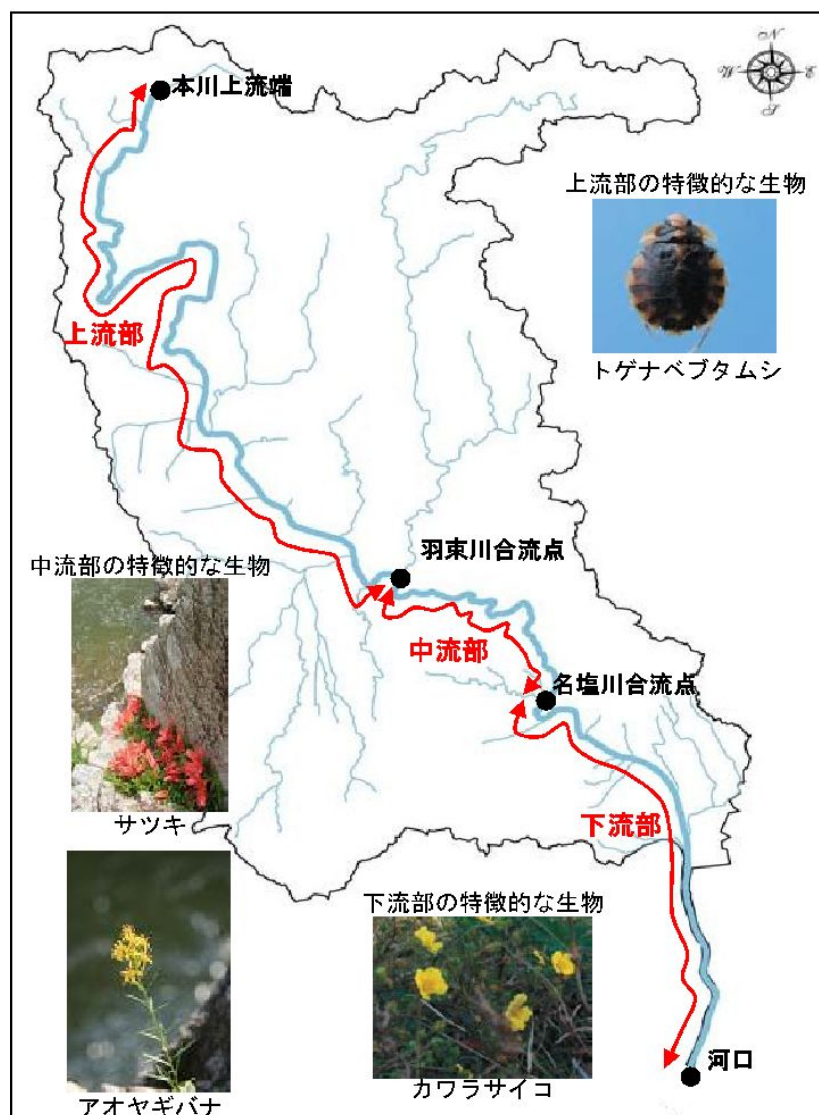 本川上流端
N
W
E
S
上流部の特徴的な生物
トゲナベブタムシ
上流部
羽束川合流点
中流部の特徴的な生物
中流部
名塩川合流点
サツキ
下流部
下流部の特徴的な生物
河口
カワラサイコ
アオヤギバナ